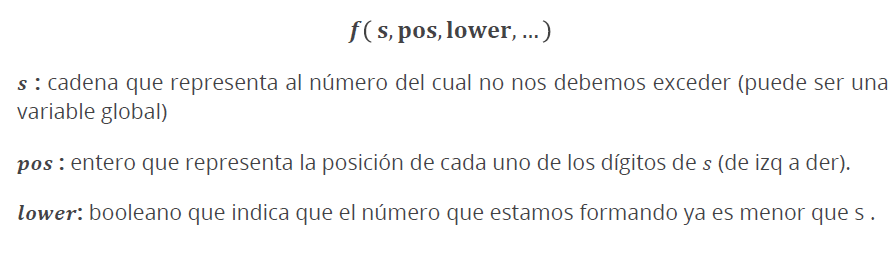 f ( s, pos, lower, … )
s : cadena que representa al número del cual no nos debemos exceder (puede ser una
variable global)
pos : entero que representa la posición de cada uno de los dígitos de s (de izq a der).
lower: booleano que indica que el número que estamos formando ya es menor que s .